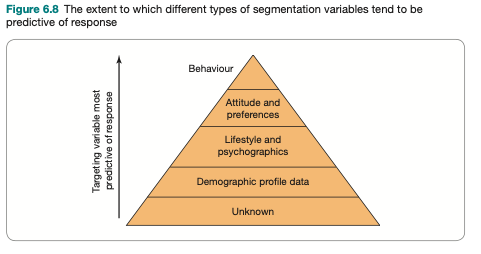 Figure 6.8 The extent to which different types of segmentation variables tend to be
predictive of response
Targeting variable most
predictive of response
Behaviour
Attitude and
preferences
Lifestyle and
psychographics
Demographic profile data
Unknown